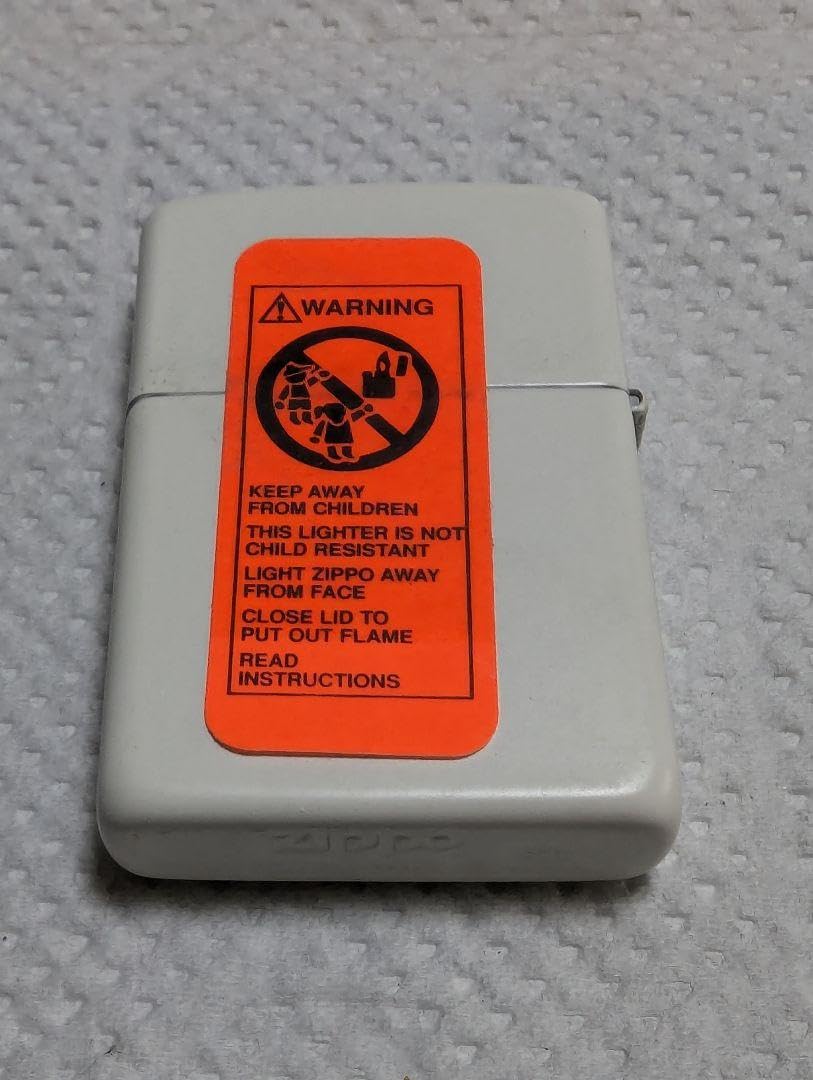 WARNING
KEEP AWAY
FROM CHILDREN
THIS LIGHTER IS NOT
CHILD RESISTANT
LIGHT ZIPPO AWAY
FROM FACE
CLOSE LID TO
PUT OUT FLAME
READ
INSTRUCTIONS
zippo